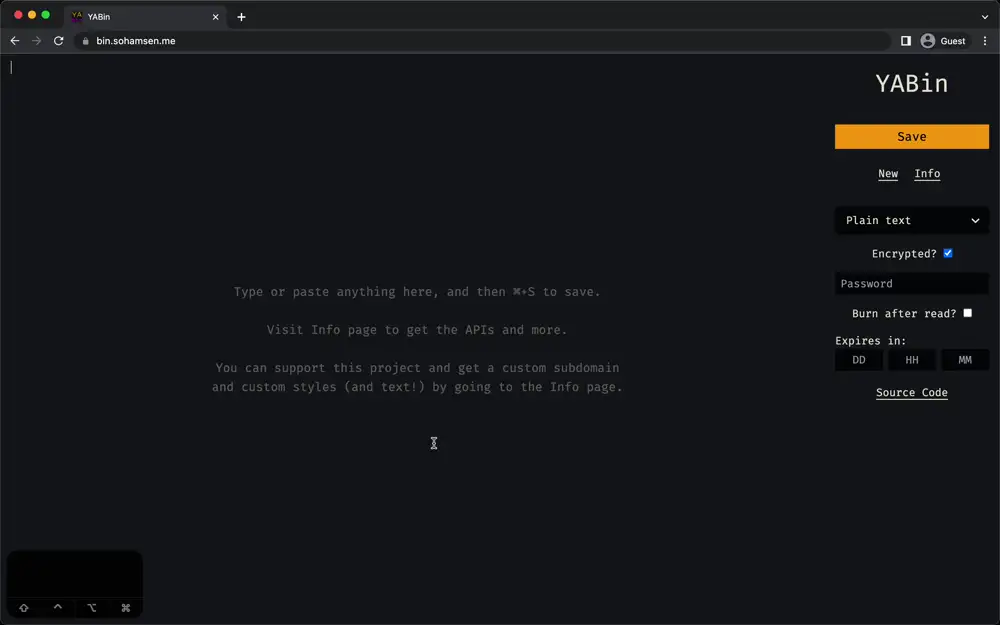 YABin
bin.sohamsen.me
Guest
YABin
Save
New Info
Plain text
Encrypted?
Password
Burn after read?
Expires in:
DD HH MM
Source Code
Type or paste anything here, and then ⌘+S to save.
Visit Info page to get the APIs and more.
You can support this project and get a custom subdomain
and custom styles (and text!) by going to the Info page.